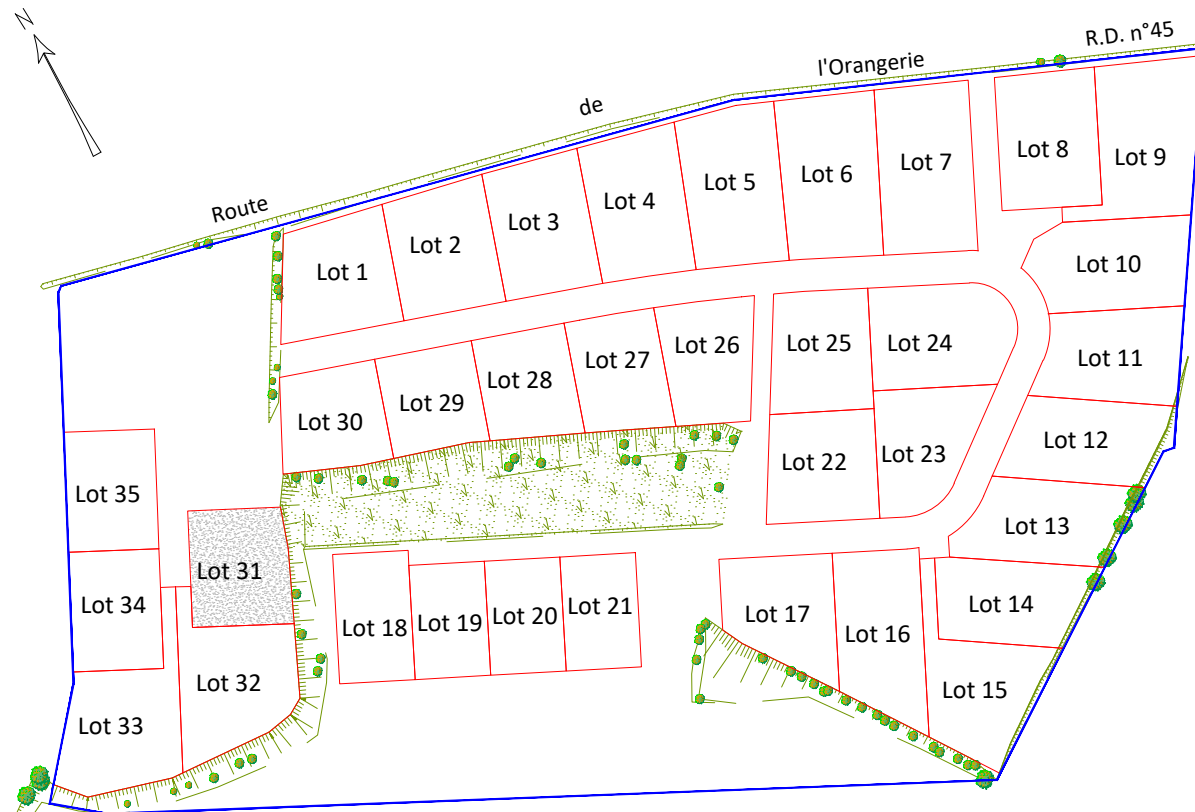 N
Route de l'Orangerie R.D. n°45
Lot 1
Lot 2
Lot 3
Lot 4
Lot 5
Lot 6
Lot 7
Lot 8
Lot 9
Lot 10
Lot 11
Lot 12
Lot 13
Lot 14
Lot 15
Lot 16
Lot 17
Lot 18
Lot 19
Lot 20
Lot 21
Lot 22
Lot 23
Lot 24
Lot 25
Lot 26
Lot 27
Lot 28
Lot 29
Lot 30
Lot 31
Lot 32
Lot 33
Lot 34
Lot 35